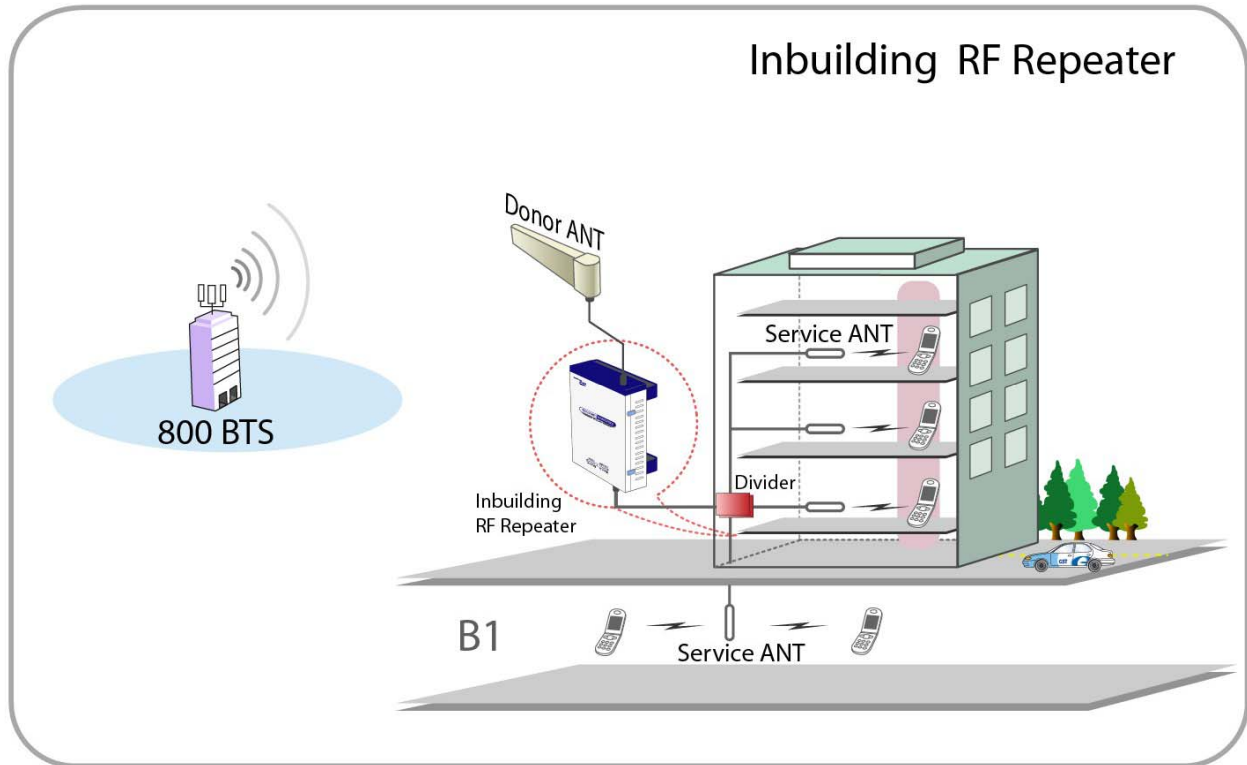 Inbuilding RF Repeater
Donor ANT
800 BTS
Service ANT
Divider
Inbuilding
RF Repeater
B1
Service ANT